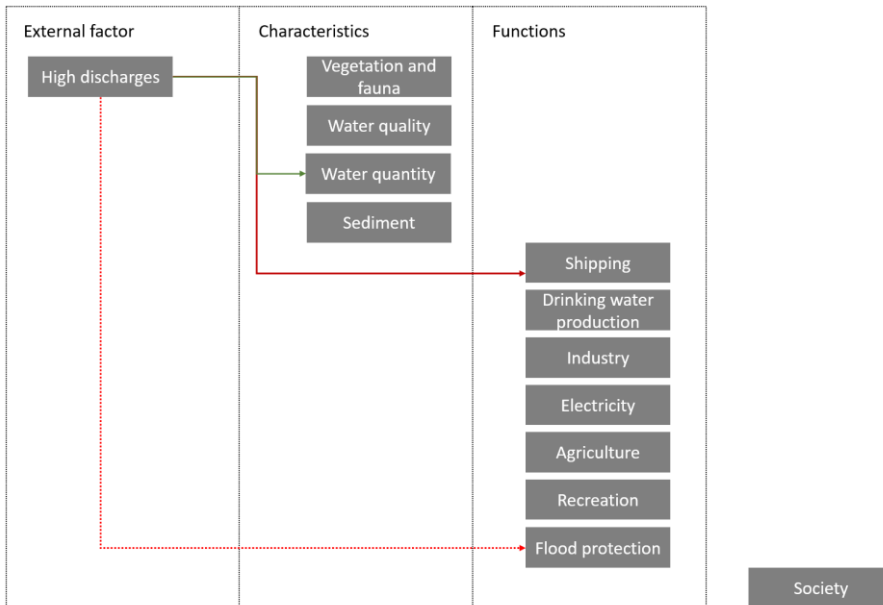 External factor
Characteristics
Functions
High discharges
Vegetation and
fauna
Water quality
Water quantity
Sediment
Shipping
Drinking water
production
Industry
Electricity
Agriculture
Recreation
Flood protection
Society